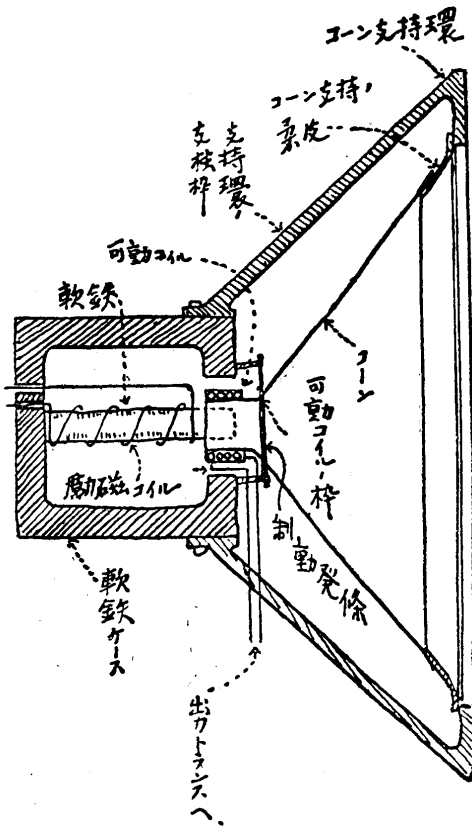 コーン支持環
コーン支持,
柔皮
支持環,
支枝枠
可動コイル
軟鉄
コーン
可動コイル,枠
励磁コイル
制動発條
軟鉄ケース
出力トランスへ.